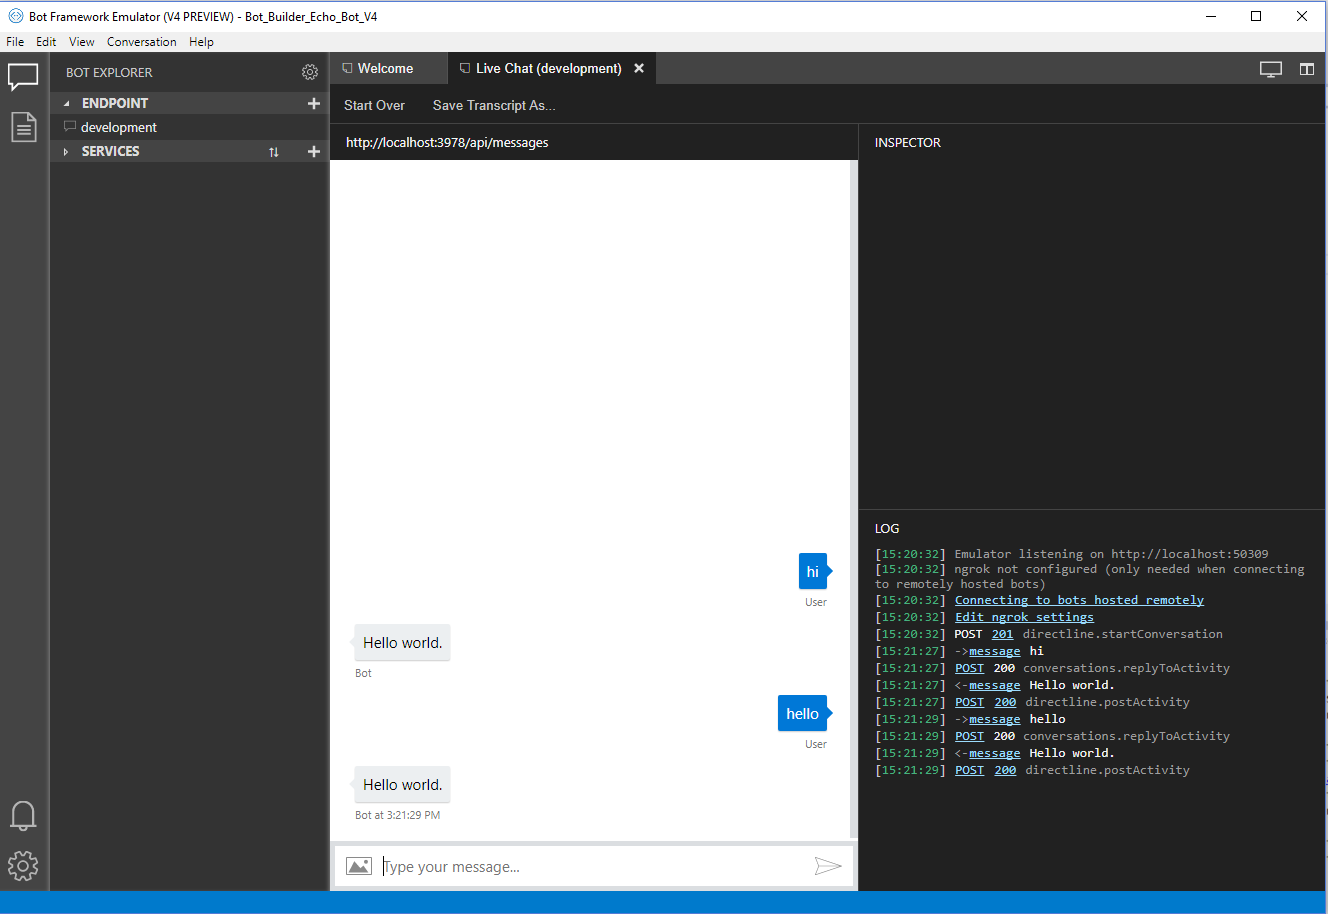 Bot Framework Emulator (V4 PREVIEW) - Bot_Builder_Echo_Bot_V4
File Edit View Conversation Help
BOT EXPLORER
ENDPOINT
development
SERVICES
Welcome
Live Chat (development)
Start Over Save Transcript As...
http://localhost:3978/api/messages
hi
User
Hello world.
Bot
hello
User
Hello world.
Bot at 3:21:29 PM
Type your message...
INSPECTOR
LOG
[15:20:32] Emulator listening on http://localhost:50309
[15:20:32] ngrok not configured (only needed when connecting
to remotely hosted bots)
[15:20:32] Connecting to bots hosted remotely
[15:20:32] Edit ngrok settings
[15:20:32] POST 201 directline.startConversation
[15:21:27] ->message hi
[15:21:27] POST 200 conversations.replyToActivity
[15:21:27] <-message Hello world.
[15:21:27] POST 200 directline.postActivity
[15:21:29] ->message hello
[15:21:29] POST 200 conversations.replyToActivity
[15:21:29] <-message Hello world.
[15:21:29] POST 200 directline.postActivity